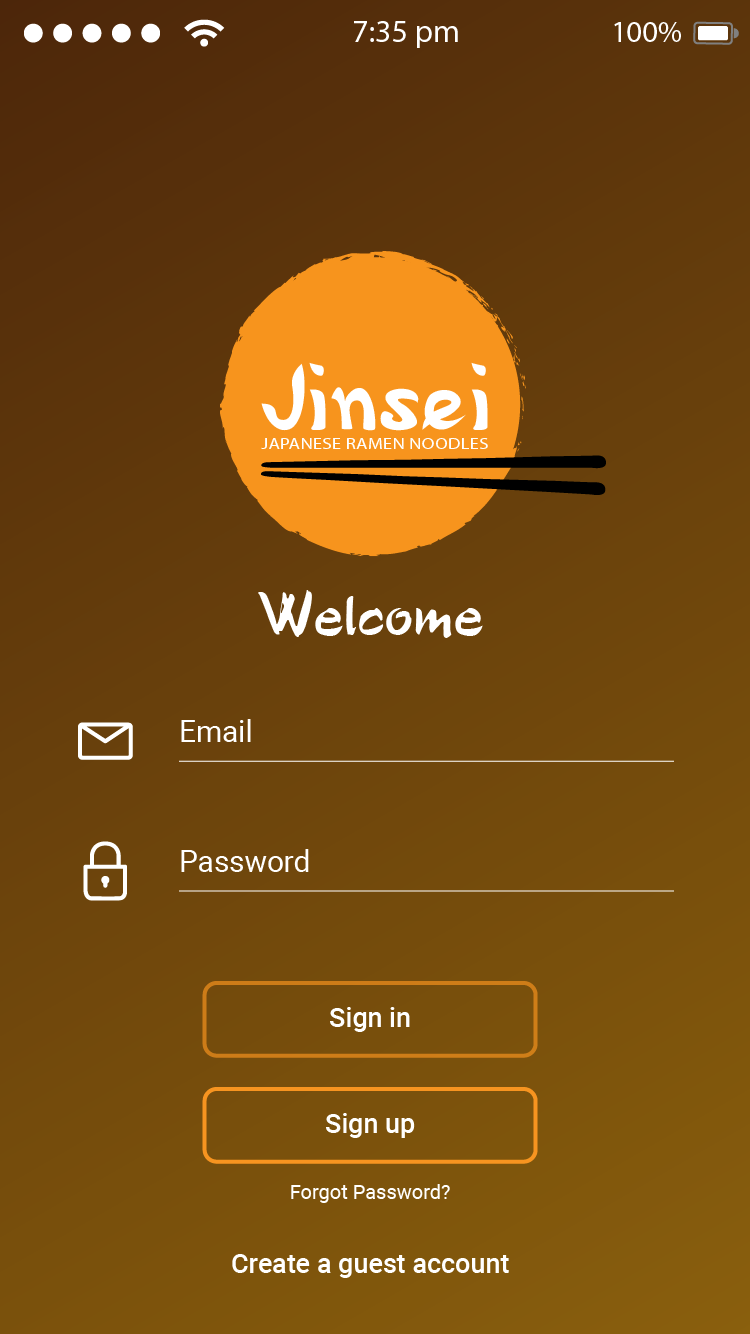 7:35 pm 100%
Jinsei
JAPANESE RAMEN NOODLES
Welcome
Email
Password
Sign in
Sign up
Forgot Password?
Create a guest account